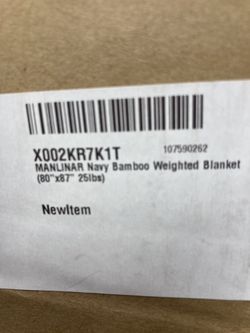 X002KR7K1T
107590262
MANLINAR Navy Bamboo Weighted Blanket
(80"x87" 25lbs)
NewItem